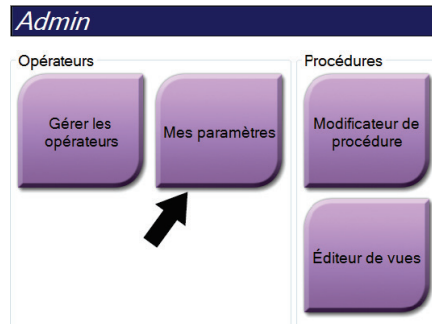 Admin
Opérateurs
Procédures
Gérer les
opérateurs
Mes paramètres
Modificateur de
procédure
Éditeur de vues